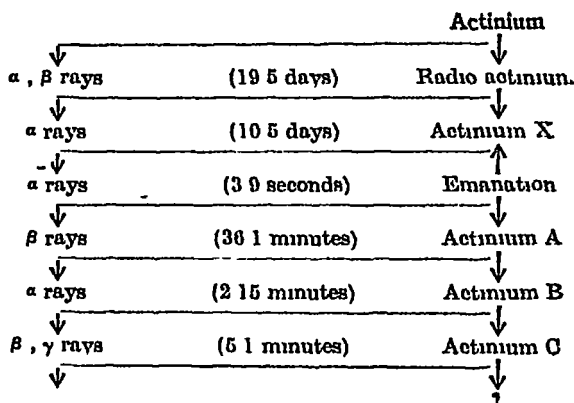 Actinium
α , β rays (19 5 days) Radio actinium.
α rays (10 5 days) Actinium X
α rays (3 9 seconds) Emanation
β rays (36 1 minutes) Actinium A
α rays (2 15 minutes) Actinium B
β , γ rays (5 1 minutes) Actinium C
?